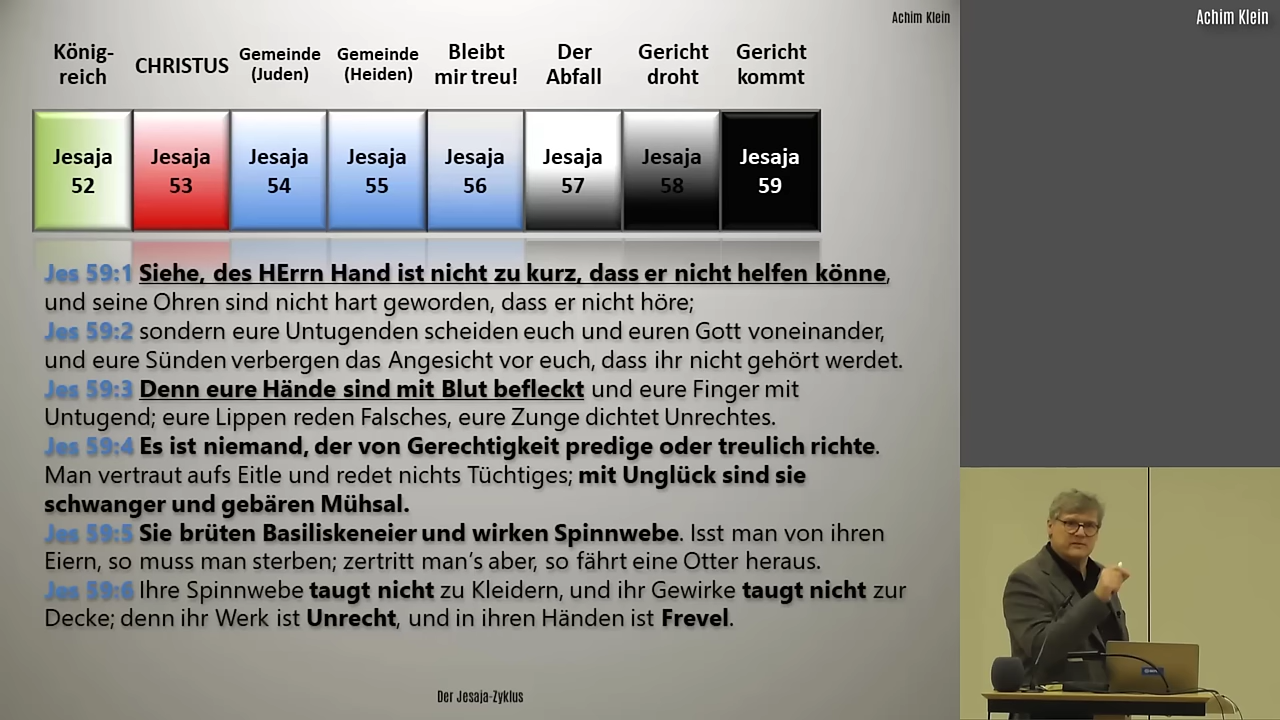 Achim Klein
Achim Klein
König-
reich
CHRISTUS
Gemeinde
(Juden)
Gemeinde
(Heiden)
Bleibt
mir treu!
Der
Abfall
Gericht
droht
Gericht
kommt
Jesaja
52
Jesaja
53
Jesaja
54
Jesaja
55
Jesaja
56
Jesaja
57
Jesaja
58
Jesaja
59
Jes 59:1 Siehe, des HErrn Hand ist nicht zu kurz, dass er nicht helfen könne,
und seine Ohren sind nicht hart geworden, dass er nicht höre;
Jes 59:2 sondern eure Untugenden scheiden euch und euren Gott voneinander,
und eure Sünden verbergen das Angesicht vor euch, dass ihr nicht gehört werdet.
Jes 59:3 Denn eure Hände sind mit Blut befleckt und eure Finger mit
Untugend; eure Lippen reden Falsches, eure Zunge dichtet Unrechtes.
Jes 59:4 Es ist niemand, der von Gerechtigkeit predige oder treulich richte.
Man vertraut aufs Eitle und redet nichts Tüchtiges; mit Unglück sind sie
schwanger und gebären Mühsal.
Jes 59:5 Sie brüten Basiliskeneier und wirken Spinnwebe. Isst man von ihren
Eiern, so muss man sterben; zertritt man’s aber, so fährt eine Otter heraus.
Jes 59:6 Ihre Spinnwebe taugt nicht zu Kleidern, und ihr Gewirke taugt nicht zur
Decke; denn ihr Werk ist Unrecht, und in ihren Händen ist Frevel.
Der Jesaja-Zyklus